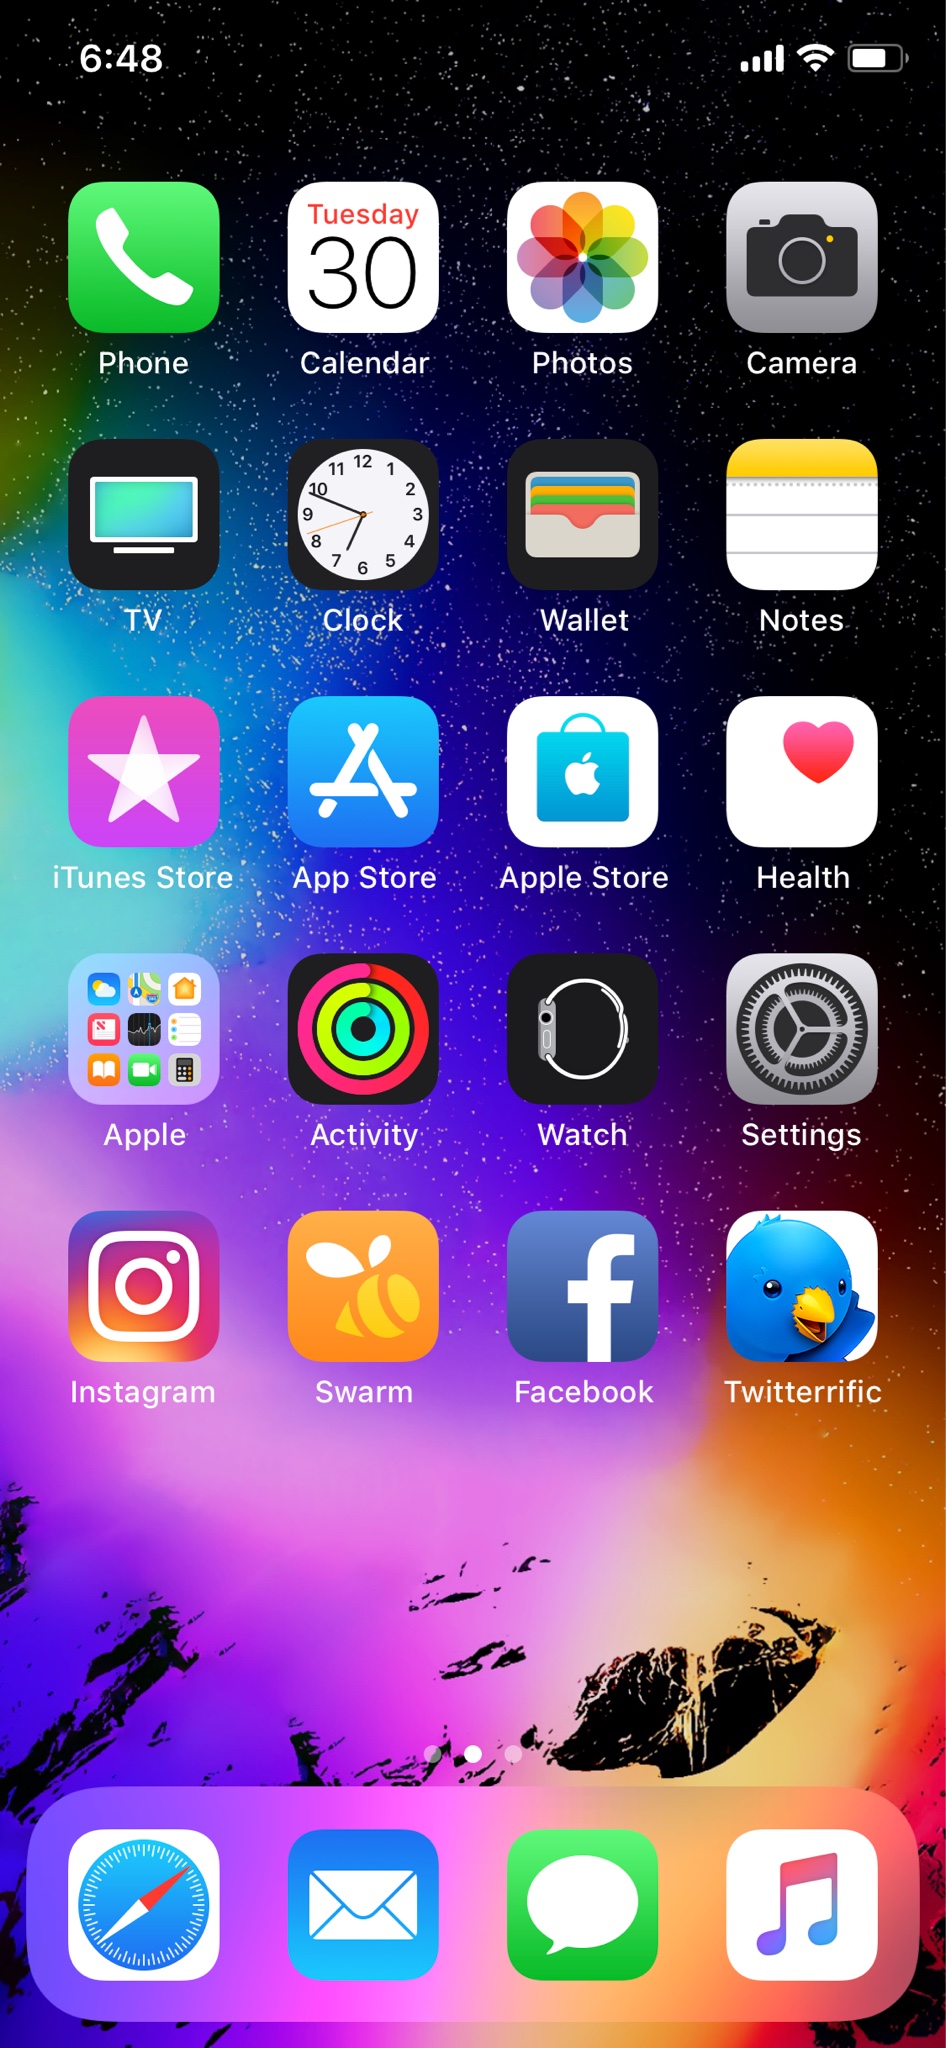 6:48
Tuesday
30
Phone
Calendar
Photos
Camera
12
11
1
10
2
9
3
8
4
7
5
6
TV
Clock
Wallet
Notes
iTunes Store
App Store
Apple Store
Health
Apple
Activity
Watch
Settings
Instagram
Swarm
Facebook
Twitterrific